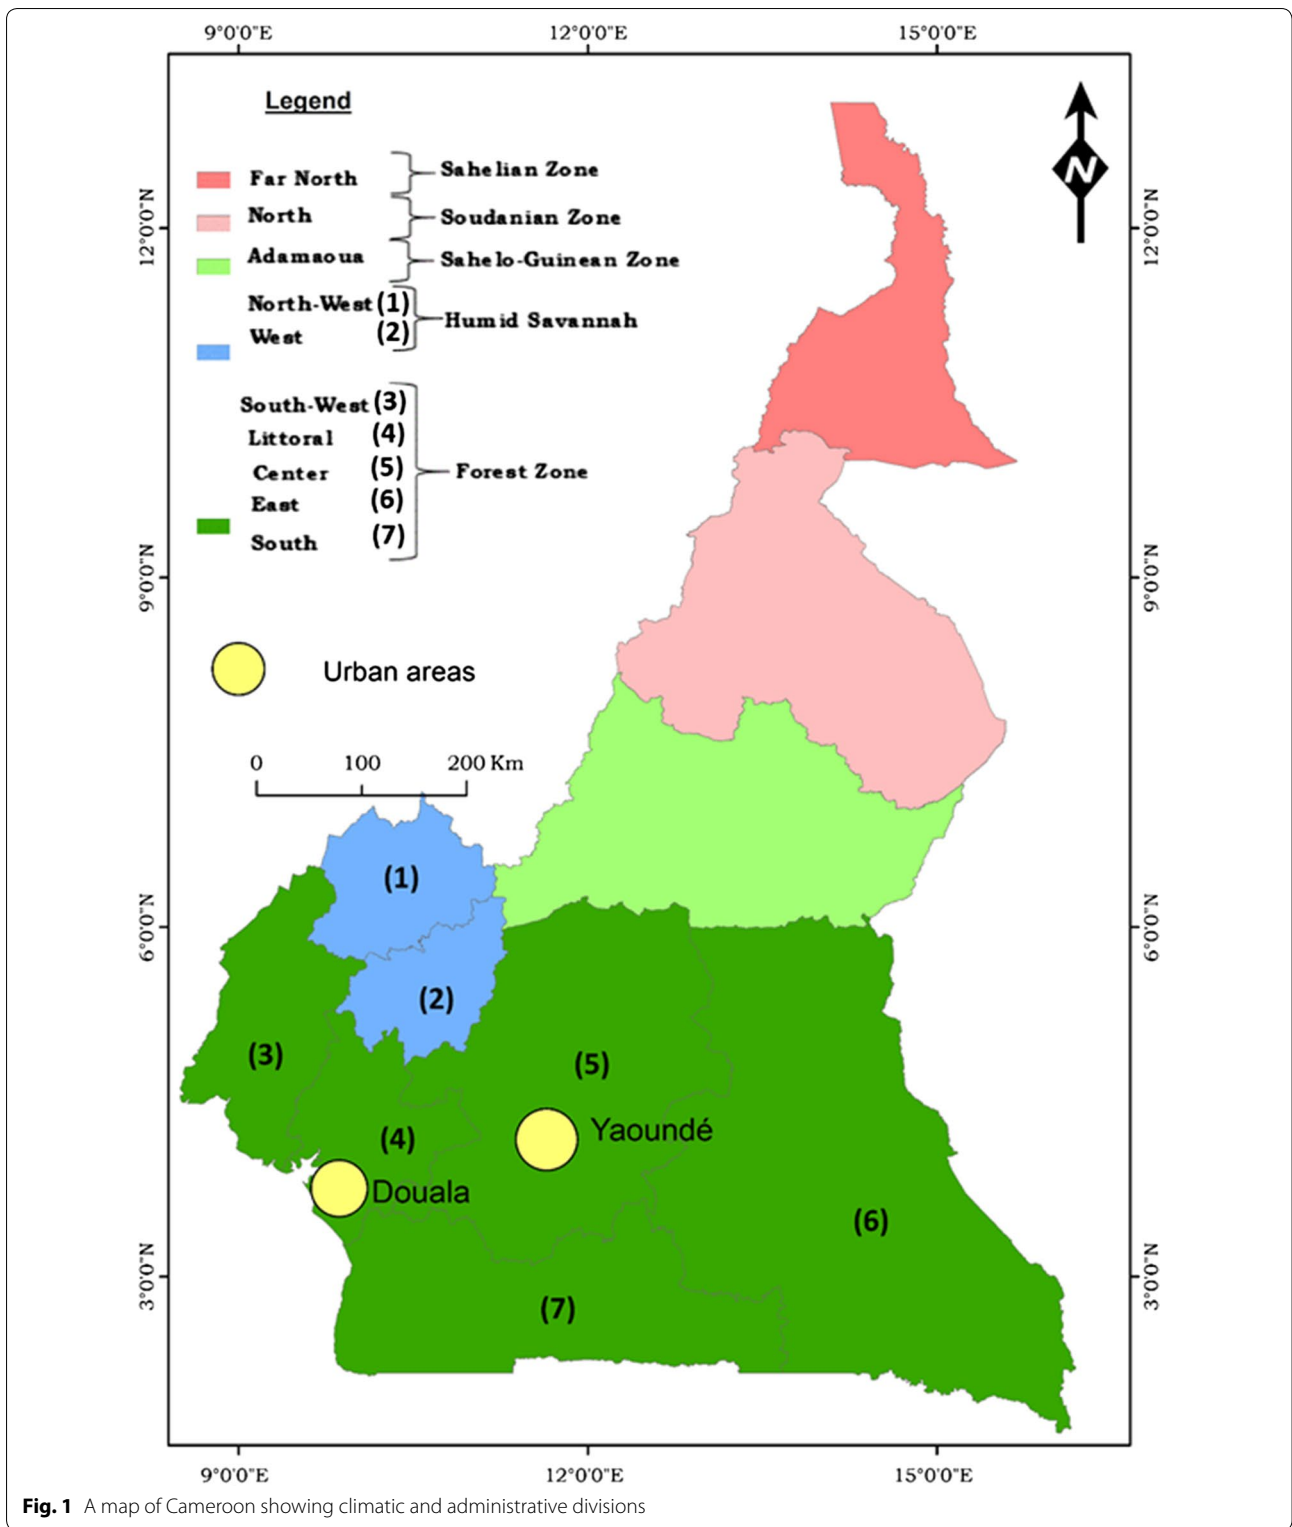 9°0'0"E 12°0'0"E 15°0'0"E
Legend
N
Far North Sahelian Zone
North Soudanian Zone
Adamaoua Sahelo-Guinean Zone
North-West (1)
West (2)
Humid Savannah
South-West (3)
Littoral (4)
Center (5)
East (6)
South (7)
Forest Zone
12°0'0"N 12°0'0"N
9°0'0"N 9°0'0"N
Urban areas
0 100 200 Km
(1)
6°0'0"N 6°0'0"N
(2)
(3)
(5)
Yaoundé
(4)
Douala
(6)
3°0'0"N 3°0'0"N
(7)
9°0'0"E 12°0'0"E 15°0'0"E
Fig. 1 A map of Cameroon showing climatic and administrative divisions